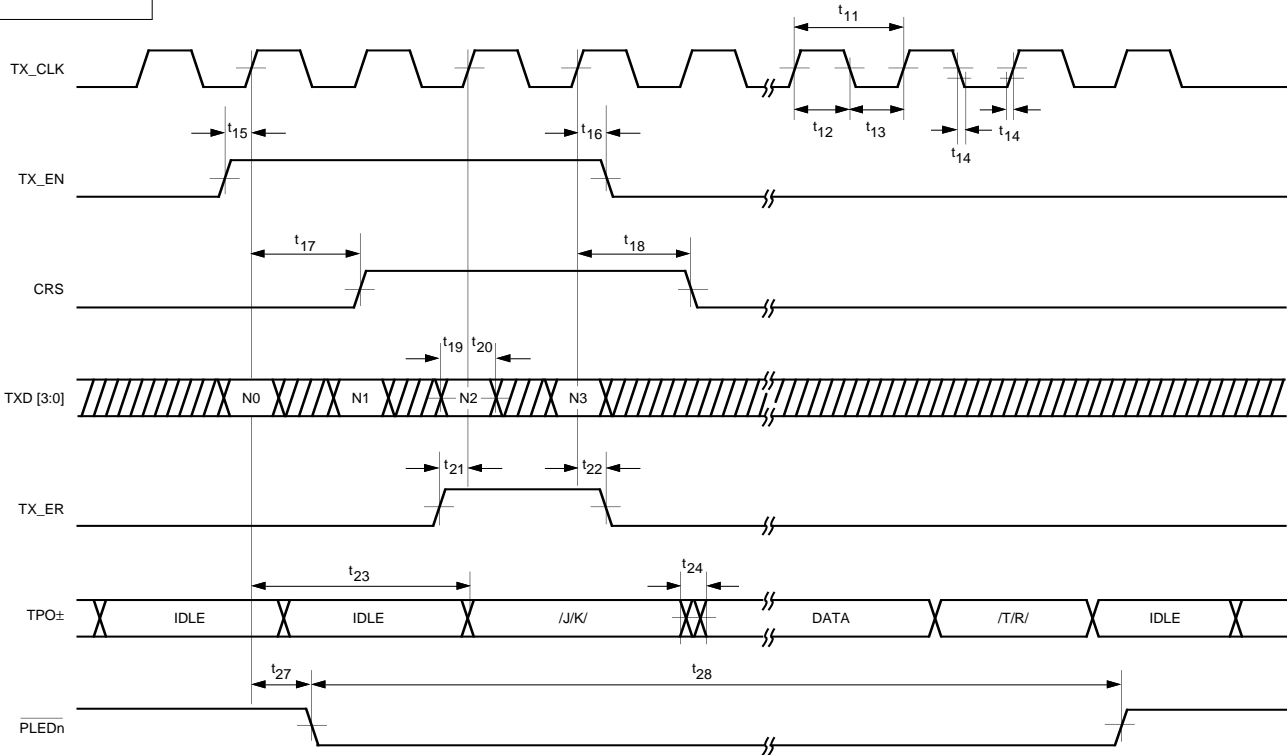 t11
TX_CLK
t12 t13 t14 t14
t15 t16
TX_EN
t17 t18
CRS
t19 t20
TXD [3:0] N0 N1 N2 N3
t21 t22
TX_ER
t23 t24
TPO± IDLE IDLE /J/K/ DATA /T/R/ IDLE
t27 t28
PLEDn